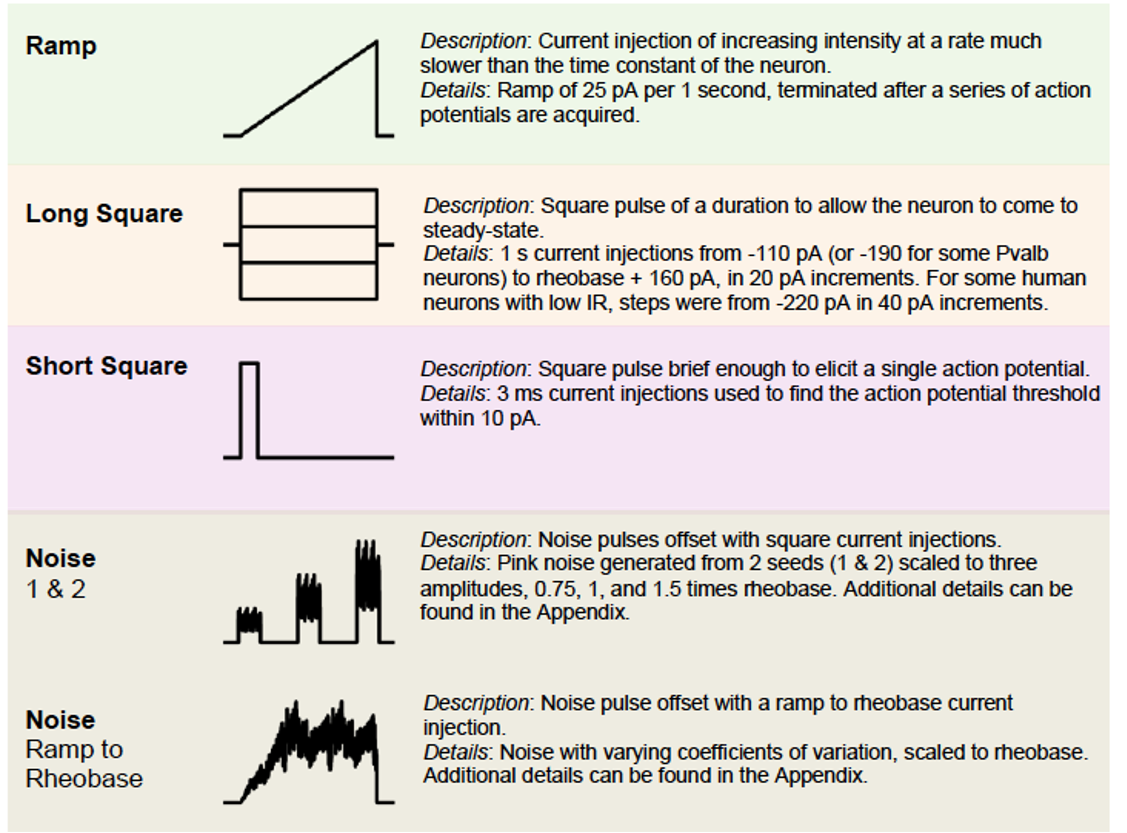 Ramp
Description: Current injection of increasing intensity at a rate much
slower than the time constant of the neuron.
Details: Ramp of 25 pA per 1 second, terminated after a series of action
potentials are acquired.
Long Square
Description: Square pulse of a duration to allow the neuron to come to
steady-state.
Details: 1 s current injections from -110 pA (or -190 for some Pvalb
neurons) to rheobase + 160 pA, in 20 pA increments. For some human
neurons with low IR, steps were from -220 pA in 40 pA increments.
Short Square
Description: Square pulse brief enough to elicit a single action potential.
Details: 3 ms current injections used to find the action potential threshold
within 10 pA.
Noise
1 & 2
Description: Noise pulses offset with square current injections.
Details: Pink noise generated from 2 seeds (1 & 2) scaled to three
amplitudes, 0.75, 1, and 1.5 times rheobase. Additional details can be
found in the Appendix.
Noise
Ramp to
Rheobase
Description: Noise pulse offset with a ramp to rheobase current
injection.
Details: Noise with varying coefficients of variation, scaled to rheobase.
Additional details can be found in the Appendix.